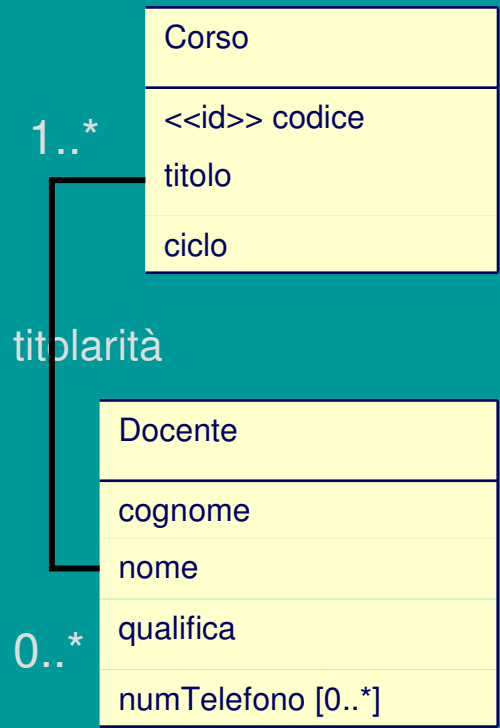 Corso
1..*
<<id>> codice
titolo
ciclo
titolarità
Docente
cognome
nome
0..*
qualifica
numTelefono [0..*]